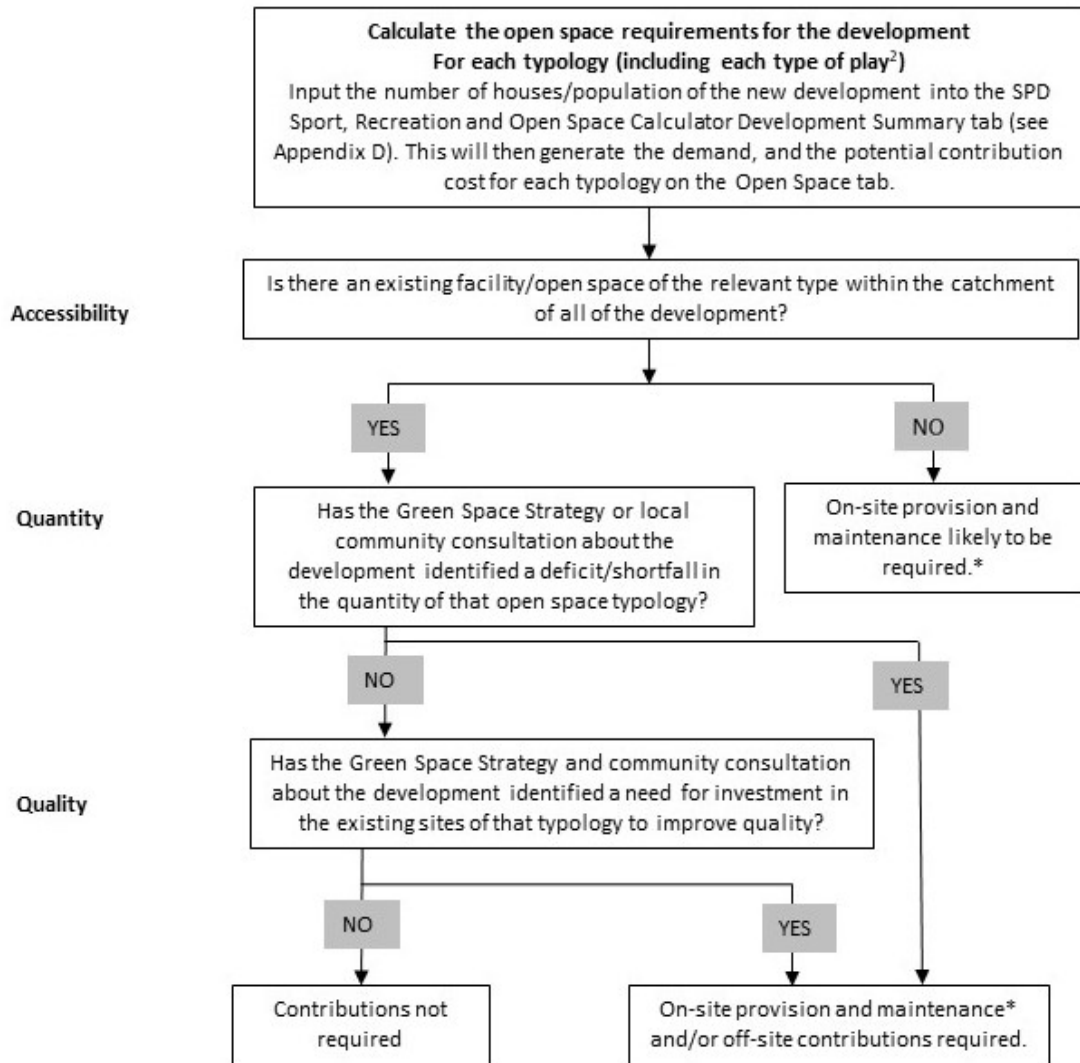 Calculate the open space requirements for the development
For each typology (including each type of play²)
Input the number of houses/population of the new development into the SPD
Sport, Recreation and Open Space Calculator Development Summary tab (see
Appendix D). This will then generate the demand, and the potential contribution
cost for each typology on the Open Space tab.
Accessibility
Is there an existing facility/open space of the relevant type within the catchment
of all of the development?
YES
NO
Quantity
Has the Green Space Strategy or local
community consultation about the
development identified a deficit/shortfall in
the quantity of that open space typology?
On-site provision and
maintenance likely to be
required.*
NO
YES
Quality
Has the Green Space Strategy and community consultation
about the development identified a need for investment in
the existing sites of that typology to improve quality?
NO
YES
Contributions not
required
On-site provision and maintenance*
and/or off-site contributions required.